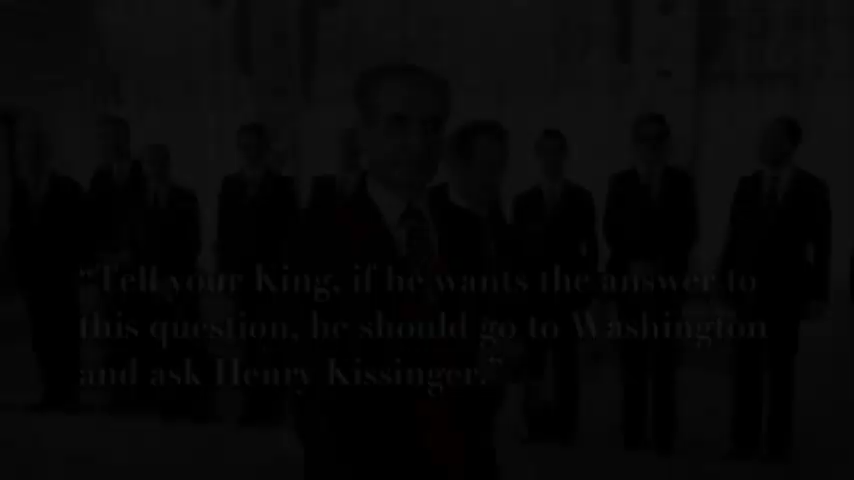 “Tell your King, if he wants the answer to
this question, he should go to Washington
and ask Henry Kissinger.”